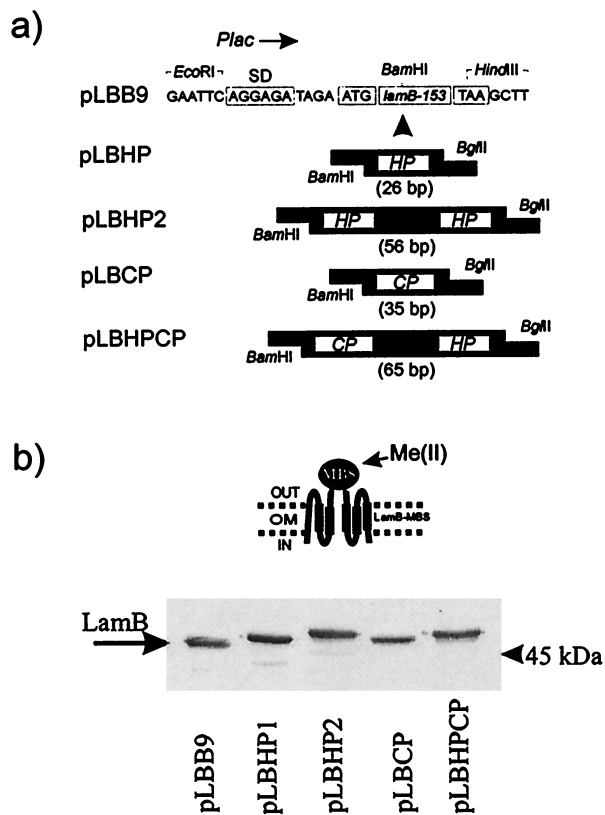 a)
Plac
EcoRI SD BamHI HindIII
pLBB9 GAATTC AGGAGA TAGA ATG lamB-153 TAA GCTT
pLBHP BamHI HP BglII
(26 bp)
pLBHP2 BamHI HP HP BglII
(56 bp)
pLBCP BamHI CP BglII
(35 bp)
pLBHPCP BamHI CP HP BglII
(65 bp)
b)
MBS Me(II)
OUT
OM LamB-MBS
IN
LamB
45 kDa
pLBB9
pLBHP1
pLBHP2
pLBCP
pLBHPCP